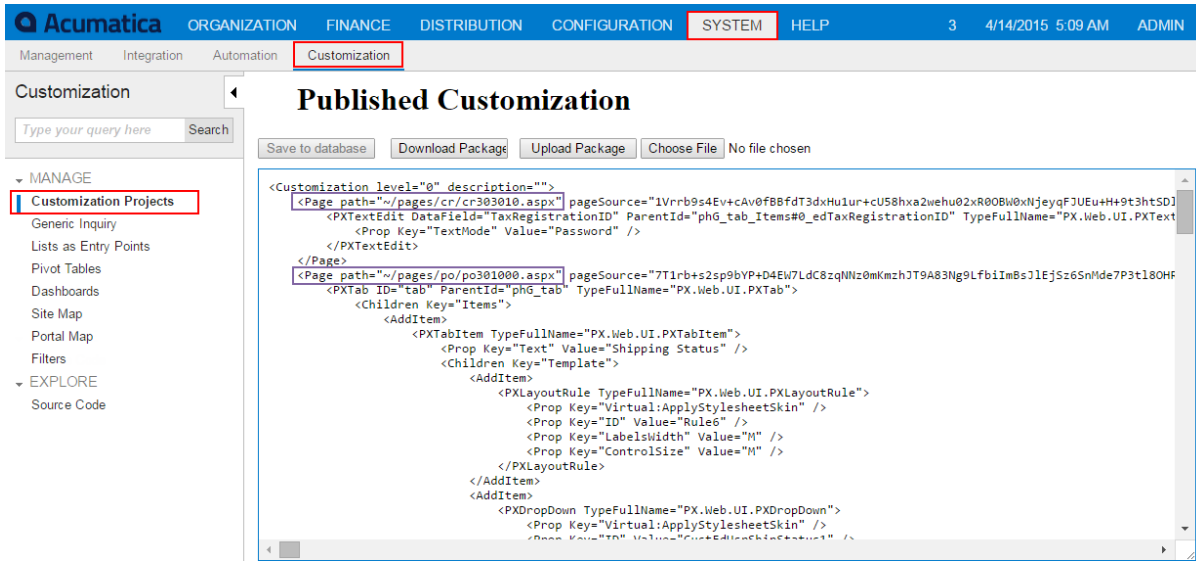 Acumatica ORGANIZATION FINANCE DISTRIBUTION CONFIGURATION SYSTEM HELP 3 4/14/2015 5:09 AM ADMIN
Management Integration Automation Customization
Customization
Type your query here Search
MANAGE
Customization Projects
Generic Inquiry
Lists as Entry Points
Pivot Tables
Dashboards
Site Map
Portal Map
Filters
EXPLORE
Source Code
Published Customization
Save to database Download Package Upload Package Choose File No file chosen
<Customization level="0" description="">
<Page path="~/pages/cr/cr303010.aspx" pageSource="1Vrrb9s4Ev+cAv0fBBfdT3dxHu1ur+cU58hxa2wehu02xR0OBW0xNjeyqFJUEu+H+9t3htSDl
<PXTextEdit DataField="TaxRegistrationID" ParentId="phG_tab_Items#0_edTaxRegistrationID" TypeFullName="PX.Web.UI.PXText
<Prop Key="TextMode" Value="Password" />
</PXTextEdit>
</Page>
<Page path="~/pages/po/po301000.aspx" pageSource="7T1rb+s2sp9bYP+D4EW7LdC8zqNNz0mKmzhJT9A83Ng9LfbiImBsJlEjSz6SnMde7P3tl8OHR
<PXTab ID="tab" ParentId="phG_tab" TypeFullName="PX.Web.UI.PXTab">
<Children Key="Items">
<AddItem>
<PXTabItem TypeFullName="PX.Web.UI.PXTabItem">
<Prop Key="Text" Value="Shipping Status" />
<Children Key="Template">
<AddItem>
<PXLayoutRule TypeFullName="PX.Web.UI.PXLayoutRule">
<Prop Key="Virtual:ApplyStylesheetSkin" />
<Prop Key="ID" Value="Rule6" />
<Prop Key="LabelsWidth" Value="M" />
<Prop Key="ControlSize" Value="M" />
</PXLayoutRule>
</AddItem>
<AddItem>
<PXDropDown TypeFullName="PX.Web.UI.PXDropDown">
<Prop Key="Virtual:ApplyStylesheetSkin" />
<Prop Key="ID" Value="CustEdUsrShipStatus1" />